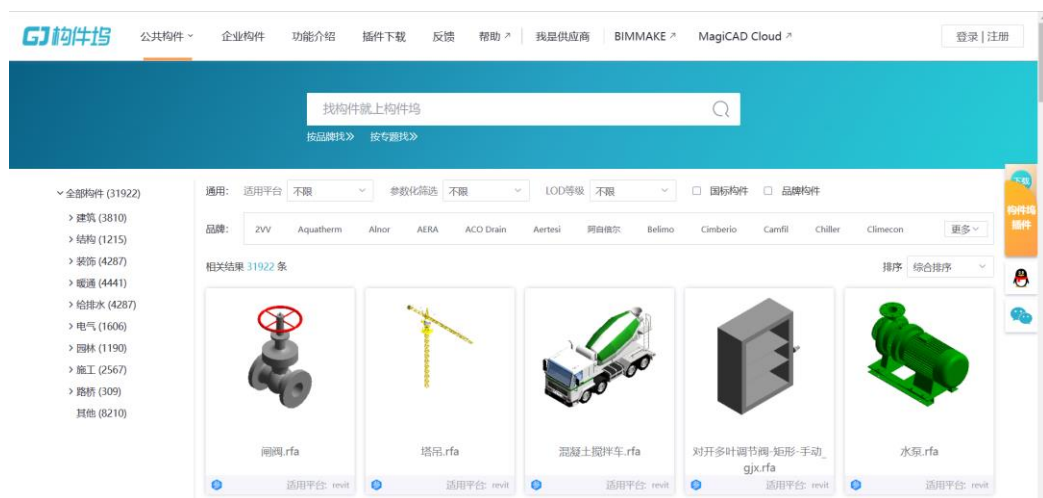 GJ构件坞 公共构件 企业构件 功能介绍 插件下载 反馈 帮助 我是供应商 BIMMAKE MagiCAD Cloud 登录 | 注册
找构件就上构件坞
按品牌找 按专题找
下载
构件坞
插件
全部构件 (31922)
建筑 (3810)
结构 (1215)
装饰 (4287)
暖通 (4441)
给排水 (4287)
电气 (1606)
园林 (1190)
施工 (2567)
路桥 (309)
其他 (8210)
通用: 适用平台 不限 参数化筛选 不限 LOD等级 不限 国标构件 品牌构件
品牌: 2VV Aquatherm Alnor AERA ACO Drain Aertesi 阿自倍尔 Belimo Cimberio Camfil Chiller Climecon 更多
相关结果 31922 条 排序 综合排序
闸阀.rfa
适用平台: revit
塔吊.rfa
适用平台: revit
混凝土搅拌车.rfa
适用平台: revit
对开多叶调节阀-矩形-手动_
gjx.rfa
适用平台: revit
水泵.rfa
适用平台: revit